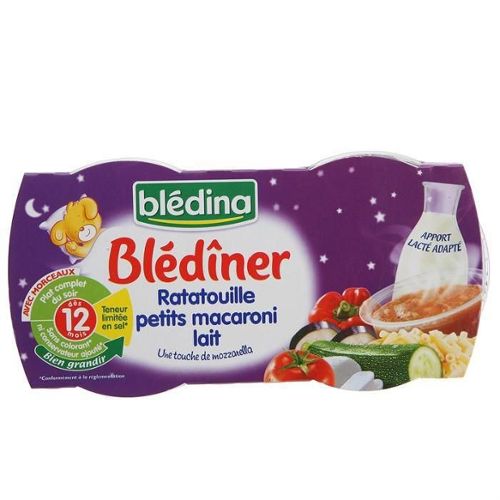 blédina
Blédîner
Ratatouille
petits macaroni
lait
Une touche de mozzarella
APPORT
LACTÉ ADAPTÉ
AVEC MORCEAUX
Plat complet
du soir
dès
12
mois
Sans colorant*
ni conservateur ajouté*
Teneur
limitée
en sel*
Bien grandir
*Conformément à la réglementation